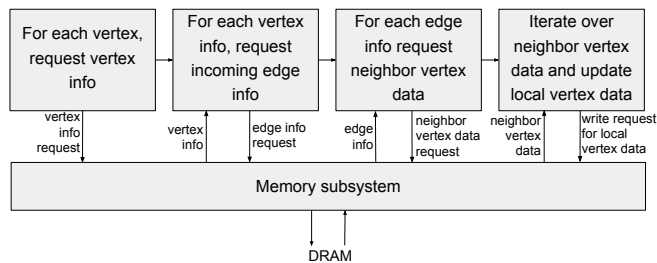 For each vertex,
request vertex
info
For each vertex
info, request
incoming edge
info
For each edge
info request
neighbor vertex
data
Iterate over
neighbor vertex
data and update
local vertex data
vertex
info
request
vertex
info
edge info
request
edge
info
neighbor
vertex data
request
neighbor
vertex
data
write request
for local
vertex data
Memory subsystem
DRAM